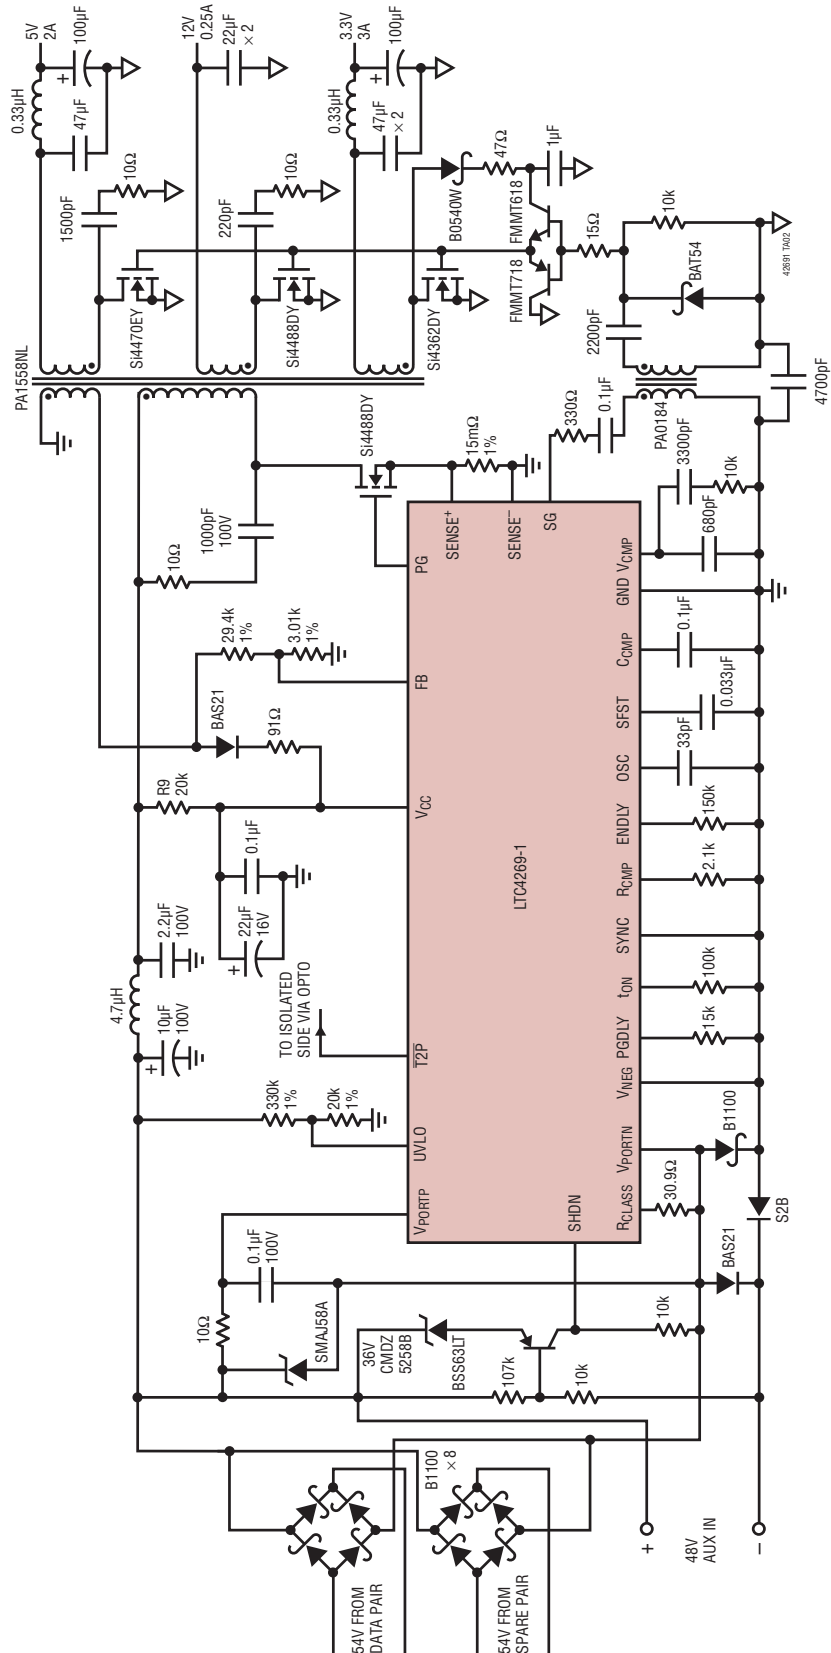 54V FROM
DATA PAIR
54V FROM
SPARE PAIR
B1100
× 8
48V
AUX IN
+
–
10Ω
SMAJ58A
0.1µF
100V
36V
CMDZ
5258B
BSS63LT
107k
10k
10k
BAS21
S2B
B1100
30.9Ω
+
10µF
100V
4.7µH
2.2µF
100V
330k
1%
20k
1%
TO ISOLATED
SIDE VIA OPTO
+
22µF
16V
0.1µF
R9
20k
BAS21
91Ω
29.4k
1%
3.01k
1%
10Ω
1000pF
100V
Si4488DY
15mΩ
1%
VPORTP
UVLO
T2P
VCC
FB
PG
SENSE+
SENSE–
SG
SHDN
LTC4269-1
RCLASS
VPORTN
VNEG
PGDLY
tON
SYNC
RCMP
ENDLY
OSC
SFST
CCMP
GND
VCMP
15k
100k
2.1k
150k
33pF
0.033µF
0.1µF
680pF
3300pF
10k
330Ω
0.1µF
PA0184
4700pF
2200pF
BAT54
10k
15Ω
FMMT718
FMMT618
1µF
47Ω
B0540W
PA1558NL
Si4470EY
Si4488DY
Si4362DY
1500pF
10Ω
220pF
10Ω
0.33µH
47µF
+
100µF
5V
2A
12V
0.25A
22µF
× 2
0.33µH
47µF
× 2
+
100µF
3.3V
3A
42691 TA02